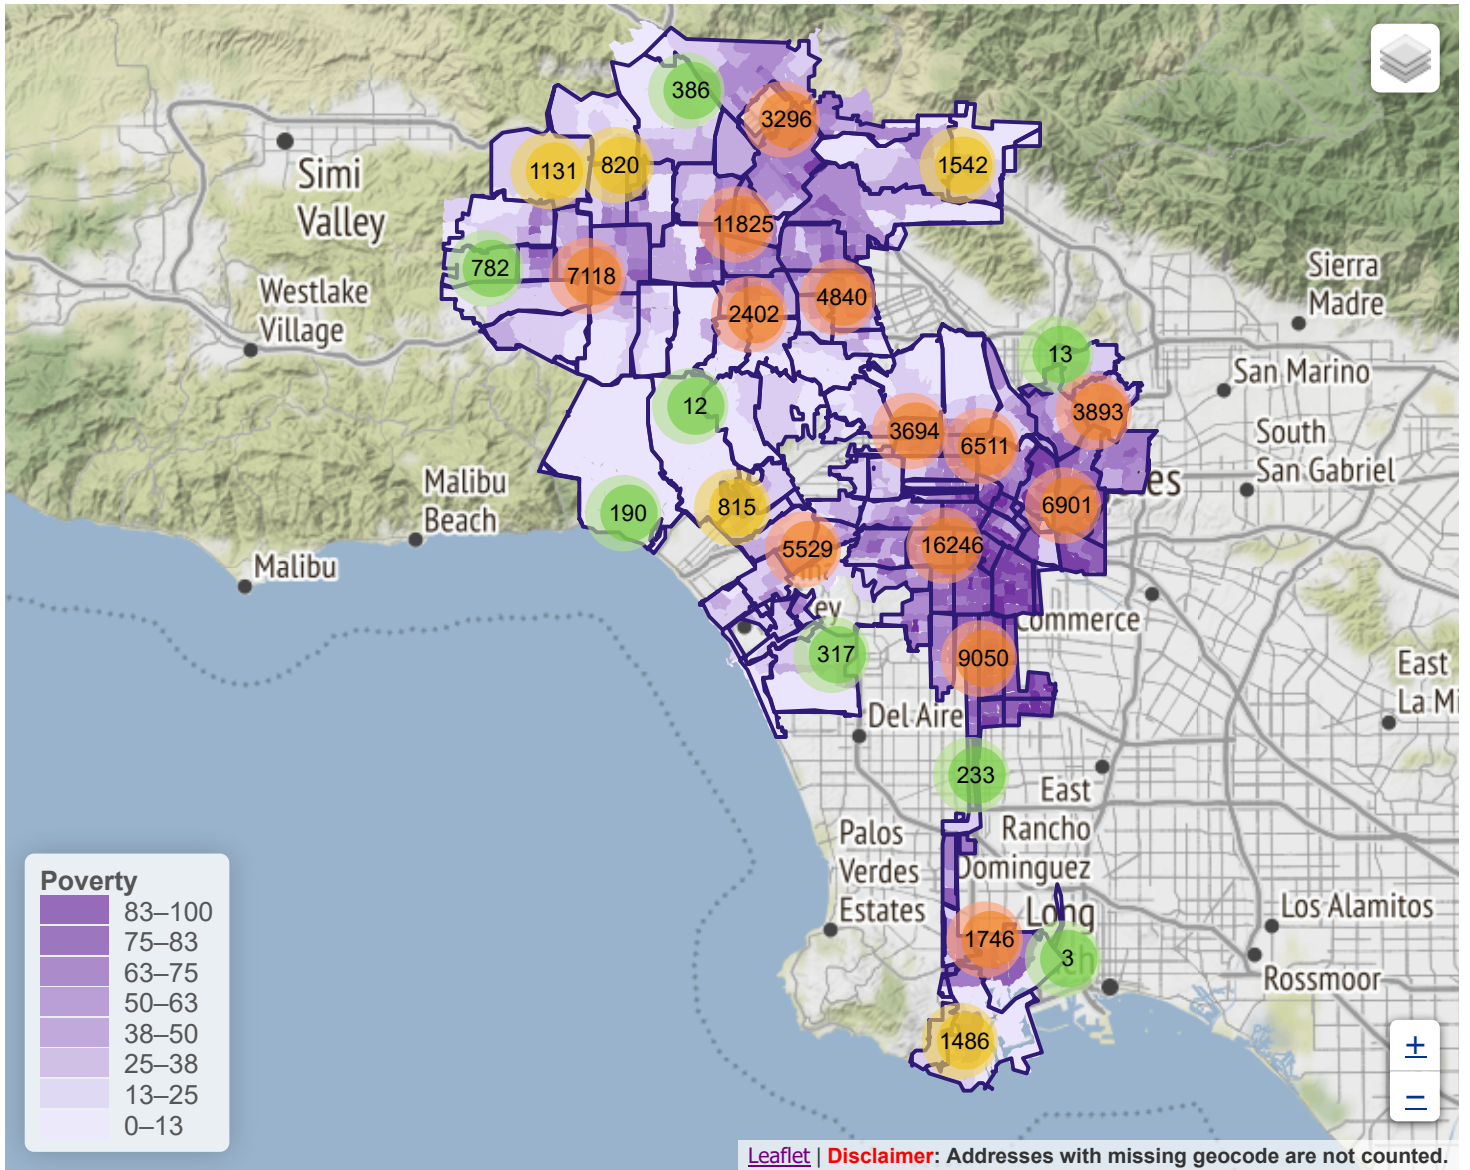 386
3296
1131
820
1542
Simi
Valley
11825
782
7118
Sierra
Madre
Westlake
Village
4840
2402
13
San Marino
12
3893
3694
6511
South
San Gabriel
Malibu
Beach
es
190
815
6901
5529
16246
Malibu
ey
Commerce
317
9050
East
La Mi
Del Aire
233
East
Rancho
Dominguez
Palos
Verdes
Estates
Long
ch
1746
3
Los Alamitos
Rossmoor
1486
Poverty
83–100
75–83
63–75
50–63
38–50
25–38
13–25
0–13
+
−
Leaflet | Disclaimer: Addresses with missing geocode are not counted.